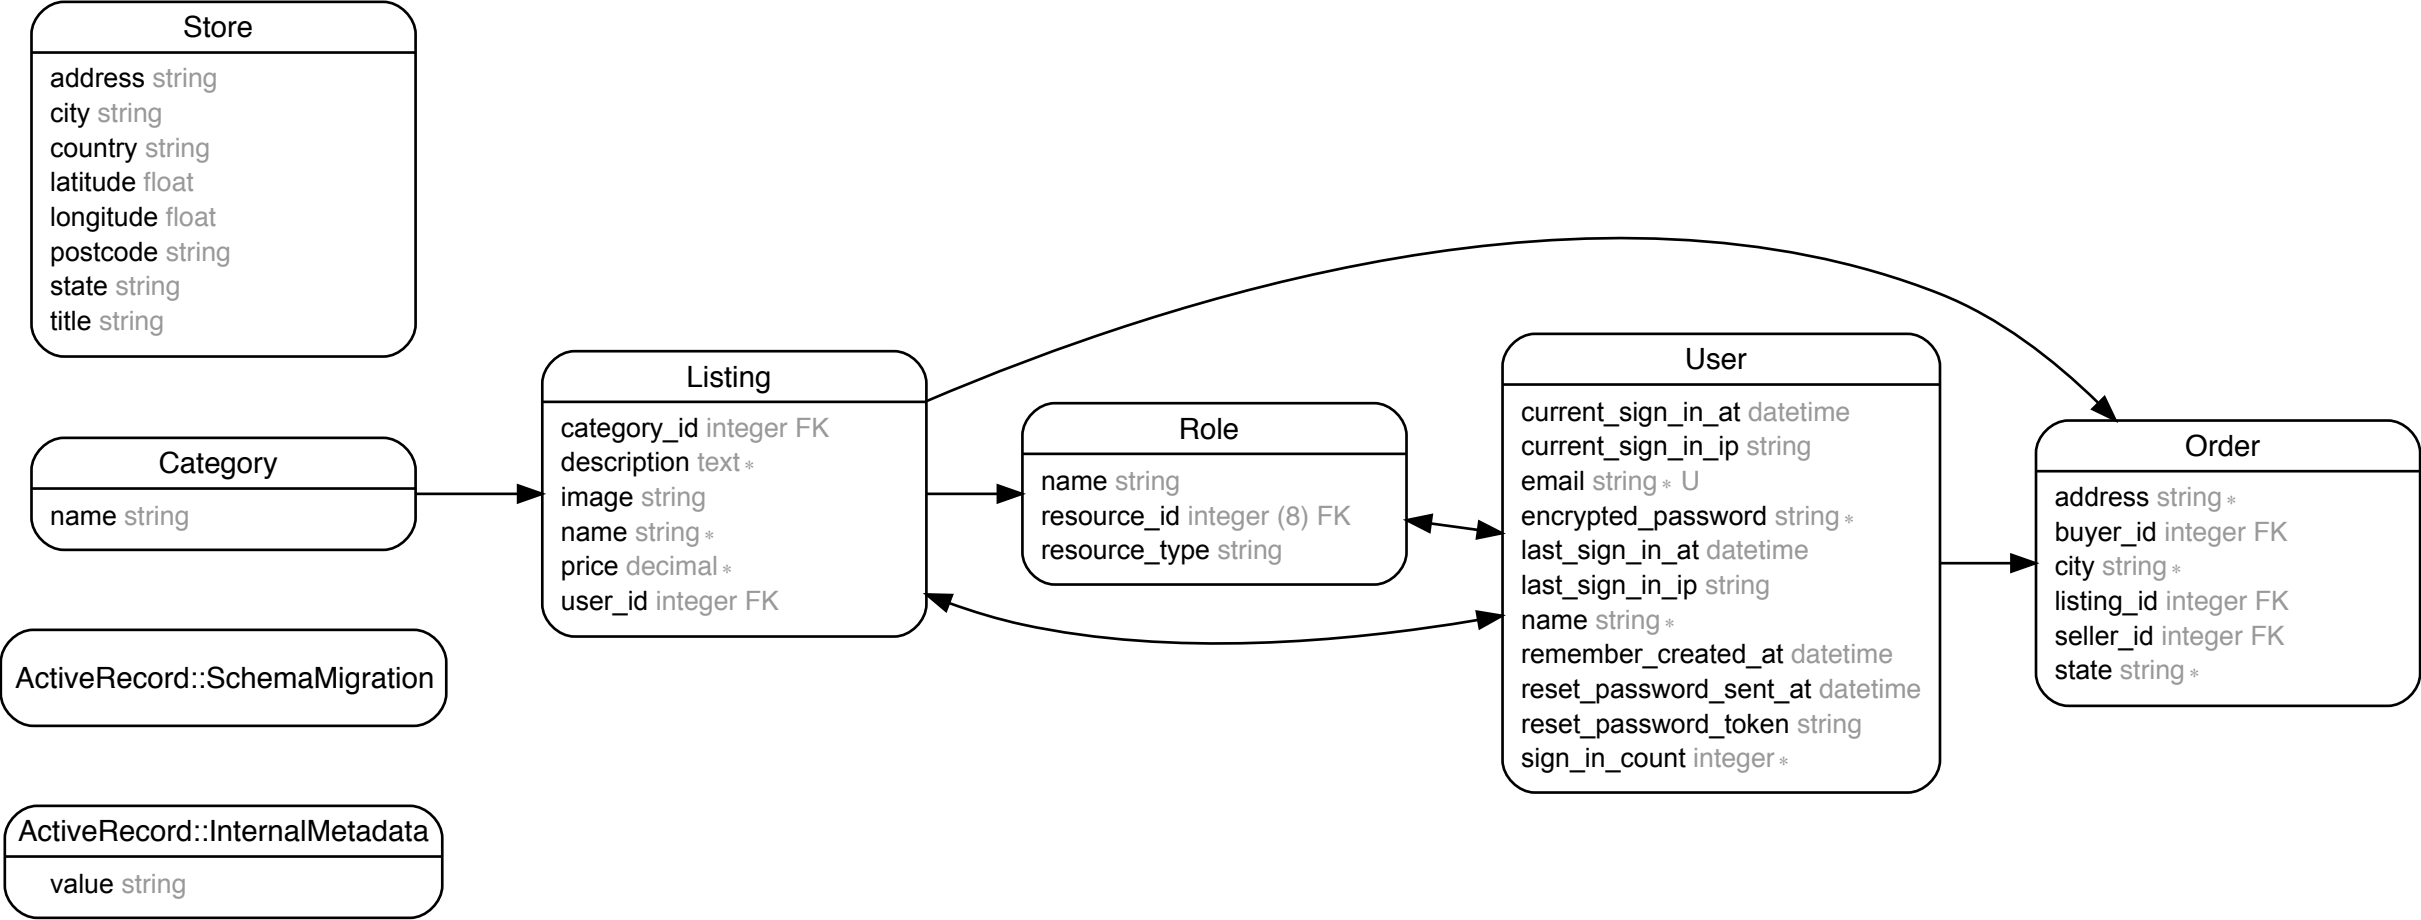 Store
address string
city string
country string
latitude float
longitude float
postcode string
state string
title string
Category
name string
ActiveRecord::SchemaMigration
ActiveRecord::InternalMetadata
value string
Listing
category_id integer FK
description text *
image string
name string *
price decimal *
user_id integer FK
Role
name string
resource_id integer (8) FK
resource_type string
User
current_sign_in_at datetime
current_sign_in_ip string
email string * U
encrypted_password string *
last_sign_in_at datetime
last_sign_in_ip string
name string *
remember_created_at datetime
reset_password_sent_at datetime
reset_password_token string
sign_in_count integer *
Order
address string *
buyer_id integer FK
city string *
listing_id integer FK
seller_id integer FK
state string *